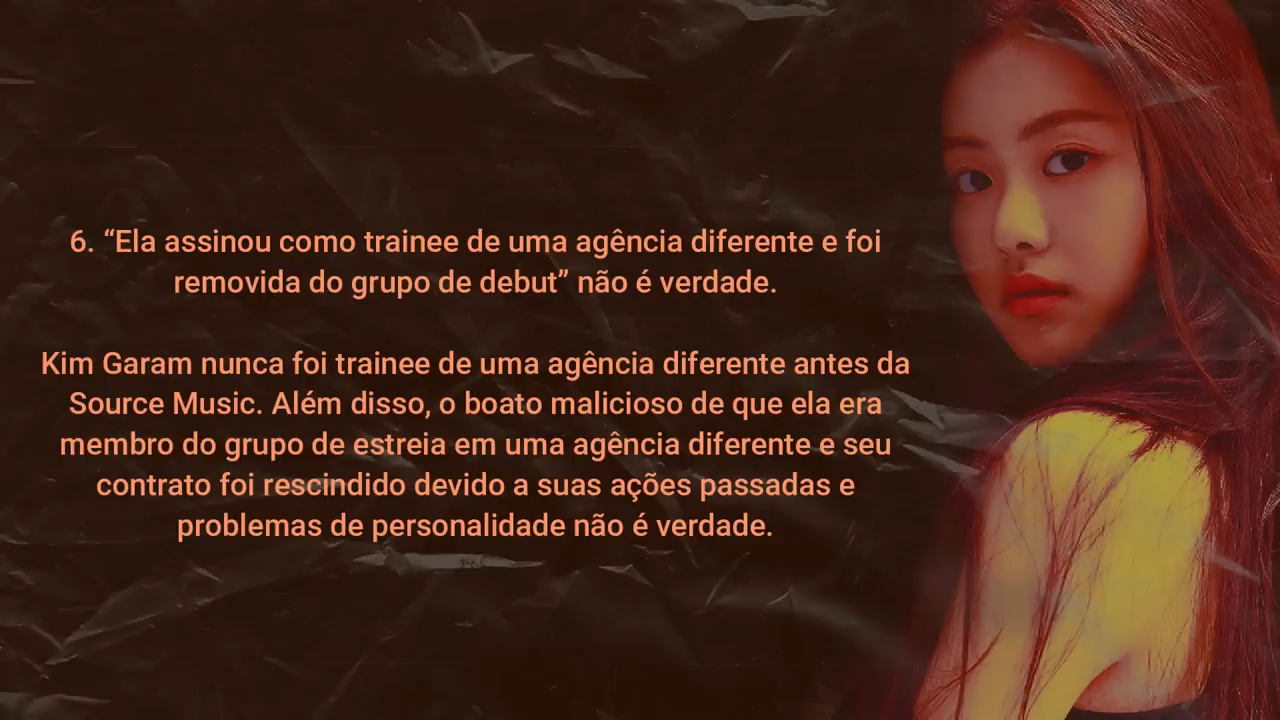 6. “Ela assinou como trainee de uma agência diferente e foi
removida do grupo de debut” não é verdade.
Kim Garam nunca foi trainee de uma agência diferente antes da
Source Music. Além disso, o boato malicioso de que ela era
membro do grupo de estreia em uma agência diferente e seu
contrato foi rescindido devido a suas ações passadas e
problemas de personalidade não é verdade.